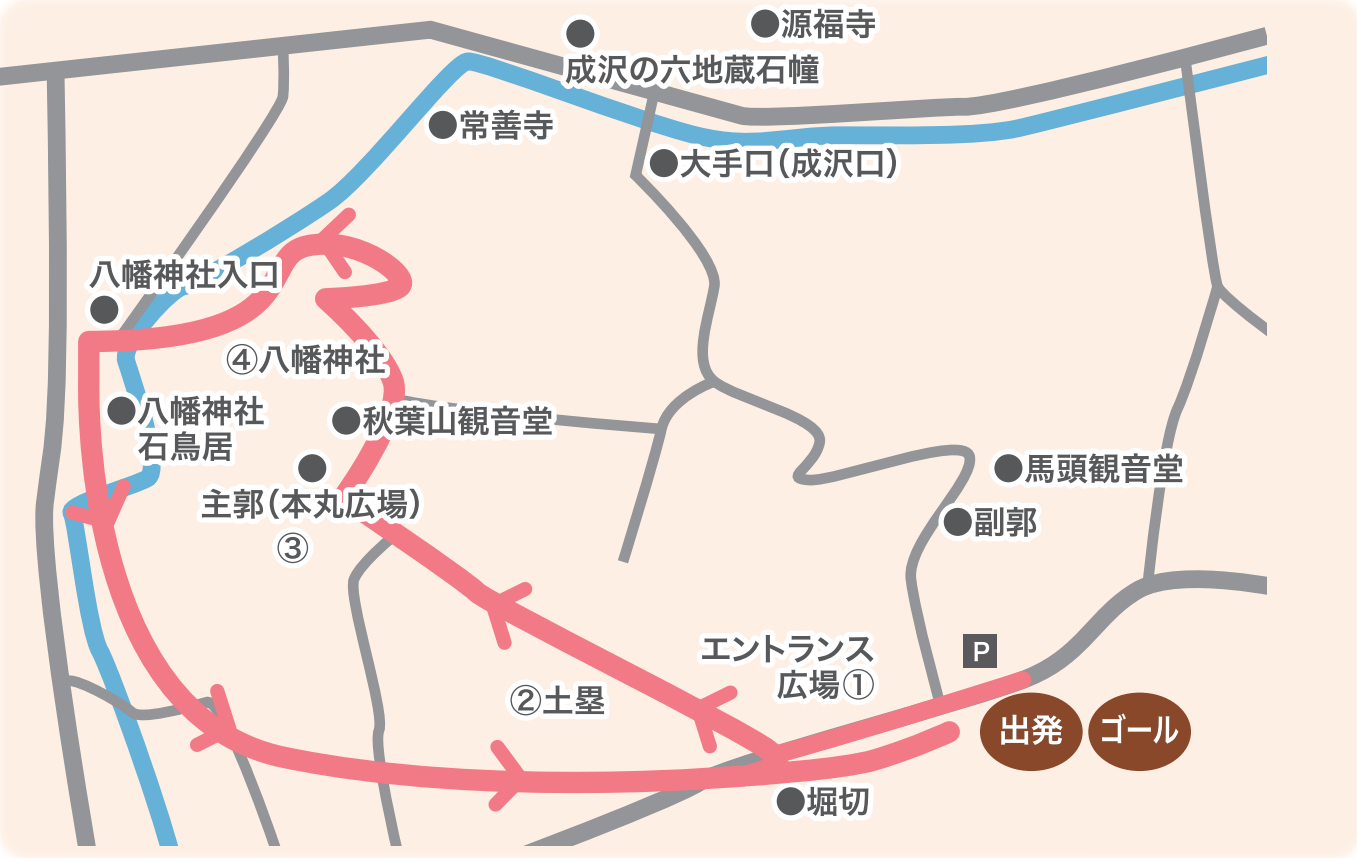 源福寺
成沢の六地蔵石幢
常善寺
大手口(成沢口)
八幡神社入口
④八幡神社
八幡神社
石鳥居
秋葉山観音堂
主郭(本丸広場)
③
馬頭観音堂
副郭
エントランス
広場①
P
②土塁
出発
ゴール
堀切